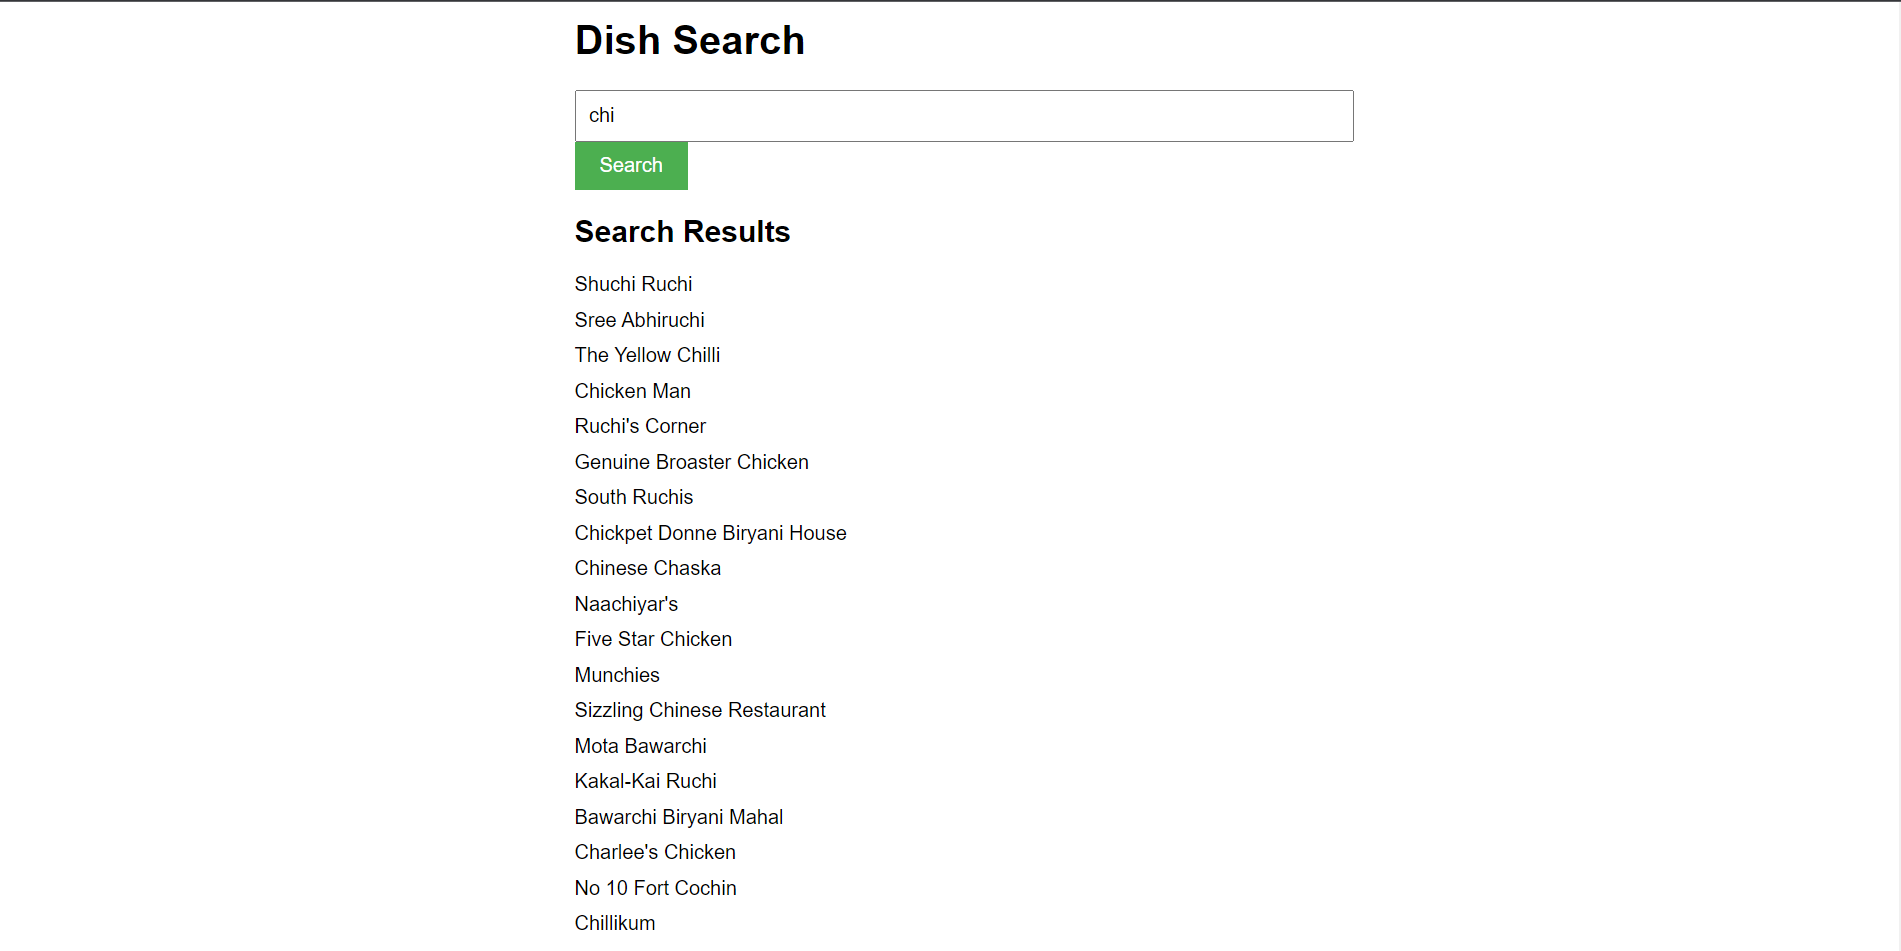 Dish Search
chi
Search
Search Results
Shuchi Ruchi
Sree Abhiruchi
The Yellow Chilli
Chicken Man
Ruchi's Corner
Genuine Broaster Chicken
South Ruchis
Chickpet Donne Biryani House
Chinese Chaska
Naachiyar's
Five Star Chicken
Munchies
Sizzling Chinese Restaurant
Mota Bawarchi
Kakal-Kai Ruchi
Bawarchi Biryani Mahal
Charlee's Chicken
No 10 Fort Cochin
Chillikum